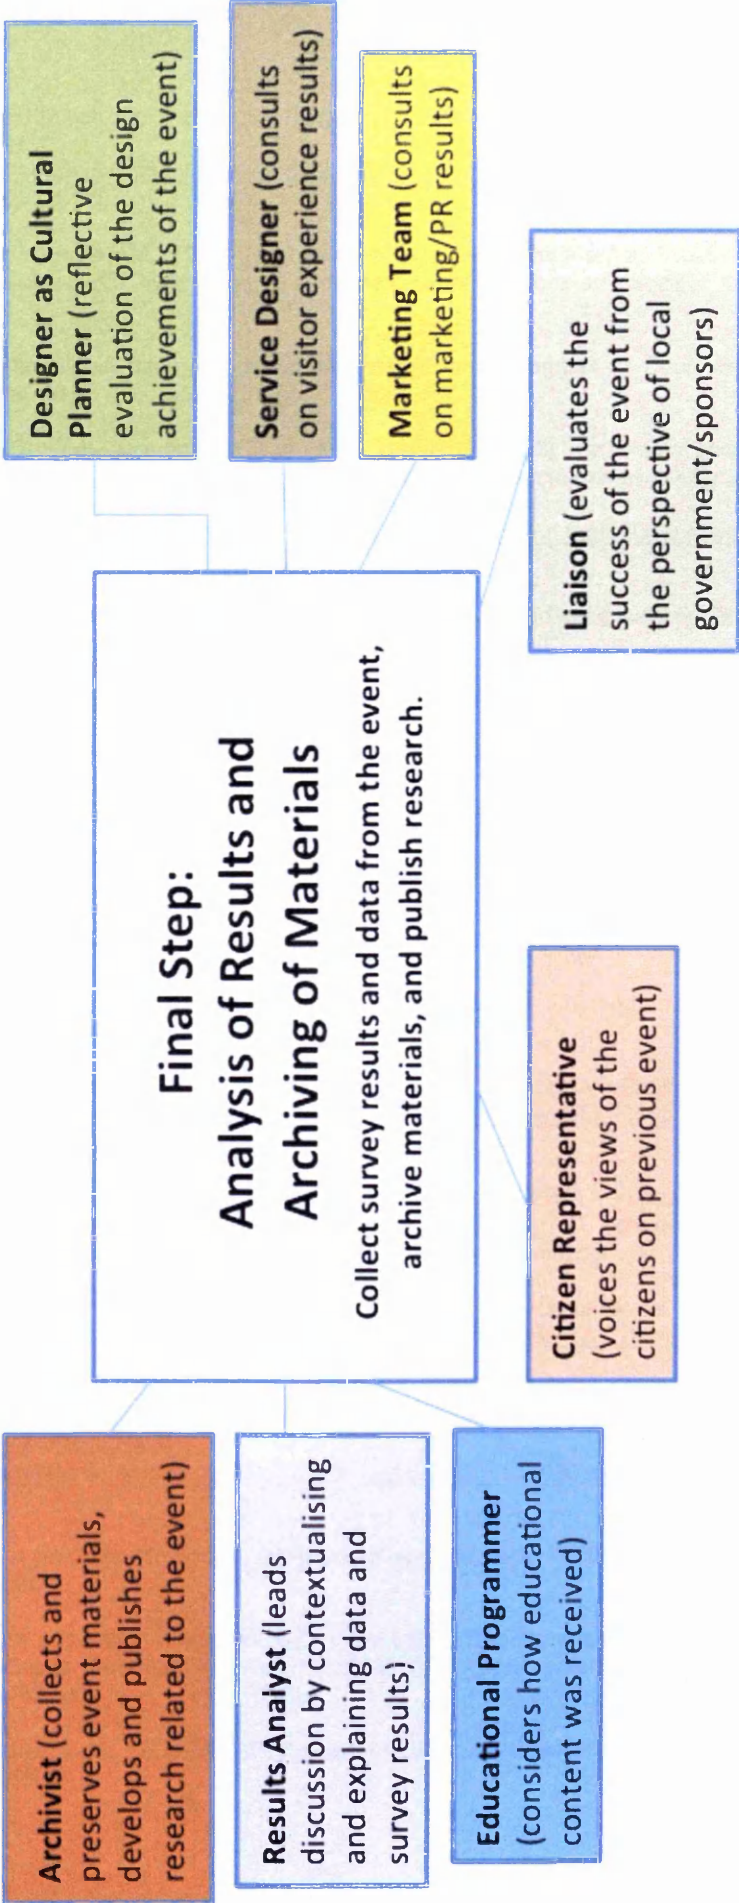 Archivist (collects and
preserves event materials,
develops and publishes
research related to the event)
Results Analyst (leads
discussion by contextualising
and explaining data and
survey results)
Educational Programmer
(considers how educational
content was received)
Final Step:
Analysis of Results and
Archiving of Materials
Collect survey results and data from the event,
archive materials, and publish research.
Citizen Representative
(voices the views of the
citizens on previous event)
Designer as Cultural
Planner (reflective
evaluation of the design
achievements of the event)
Service Designer (consults
on visitor experience results)
Marketing Team (consults
on marketing/PR results)
Liaison (evaluates the
success of the event from
the perspective of local
government/sponsors)